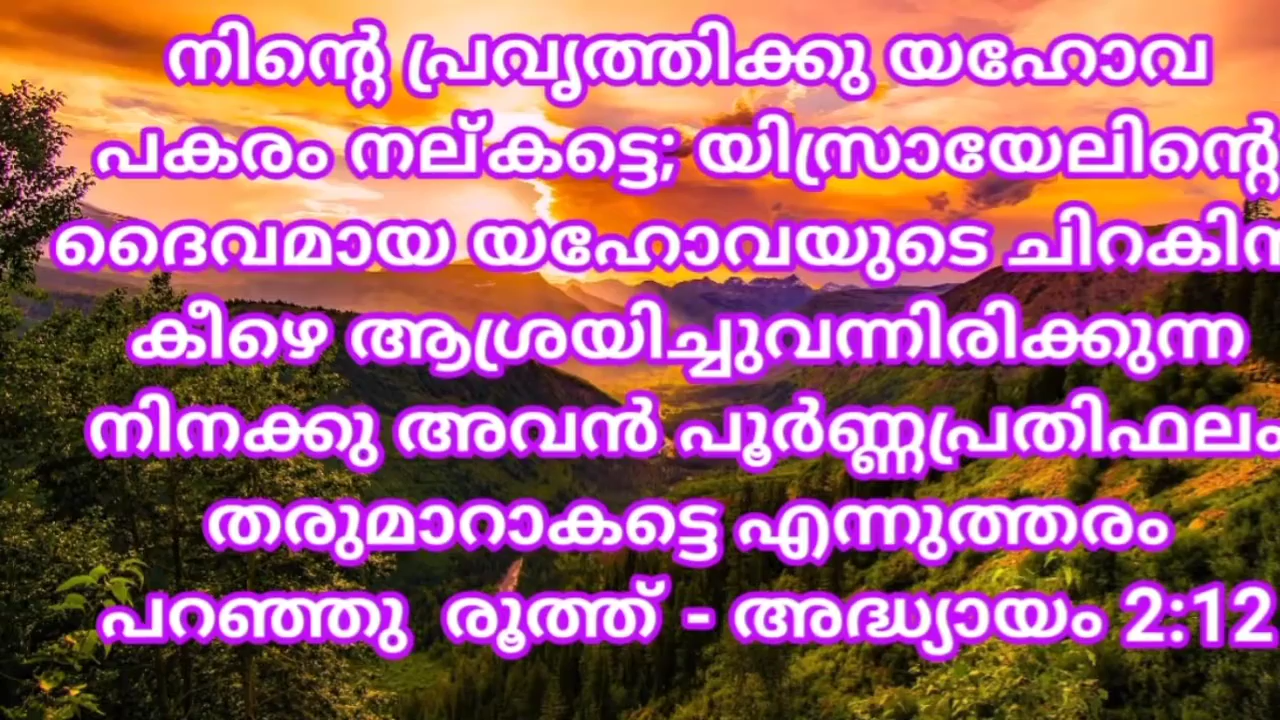 നിന്റെ പ്രവൃത്തിക്കു യഹോവ
പകരം നല്കട്ടെ; യിസ്രായേലിന്റെ
ദൈവമായ യഹോവയുടെ ചിറകിൻ
കീഴെ ആശ്രയിച്ചുവന്നിരിക്കുന്ന
നിനക്കു അവൻ പൂർണ്ണപ്രതിഫലം
തരുമാറാകട്ടെ എന്നുത്തരം
പറഞ്ഞു രൂത്ത് - അദ്ധ്യായം 2:12